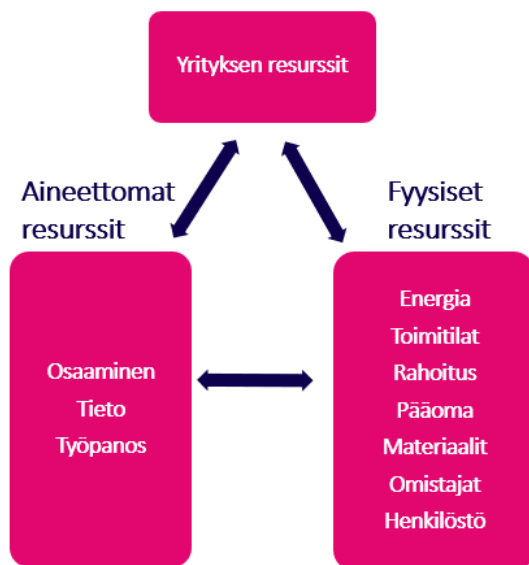 Yrityksen resurssit
Aineettomat
resurssit
Fyysiset
resurssit
Osaaminen
Tieto
Työpanos
Energia
Toimitilat
Rahoitus
Pääoma
Materiaalit
Omistajat
Henkilöstö